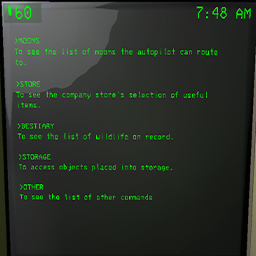 60
7:48 AM
>MOONS
To see the list of moons the autopilot can route
to.
>STORE
To see the company store's selection of useful
items.
>BESTIARY
To see the list of wildlife on record.
>STORAGE
To access objects placed into storage.
>OTHER
To see the list of other commands